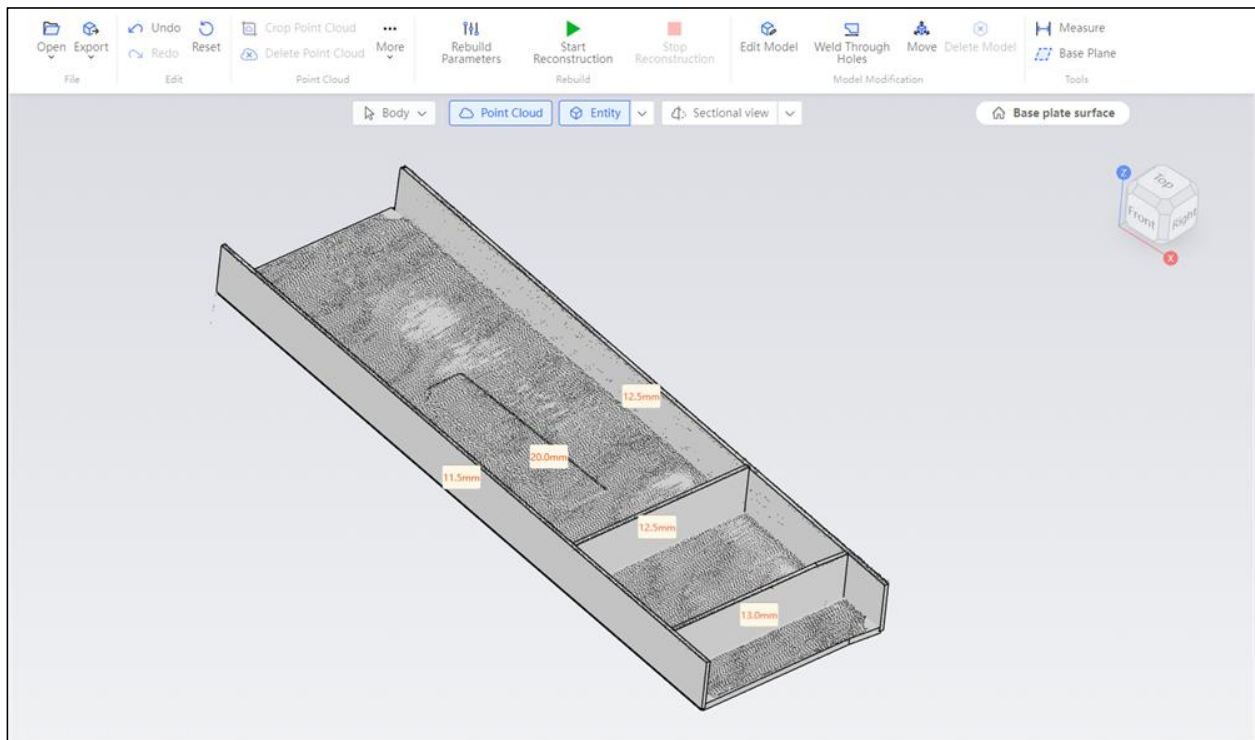 Open
Export
Undo
Redo
Reset
Crop Point Cloud
Delete Point Cloud
More
Rebuild
Parameters
Start
Reconstruction
Stop
Reconstruction
Edit Model
Weld Through
Holes
Move
Delete Model
Measure
Base Plane
File
Edit
Point Cloud
Rebuild
Model Modification
Tools
Body
Point Cloud
Entity
Sectional view
Base plate surface
Z
Top
Front
Right
X
12.5mm
20.0mm
11.5mm
12.5mm
13.0mm